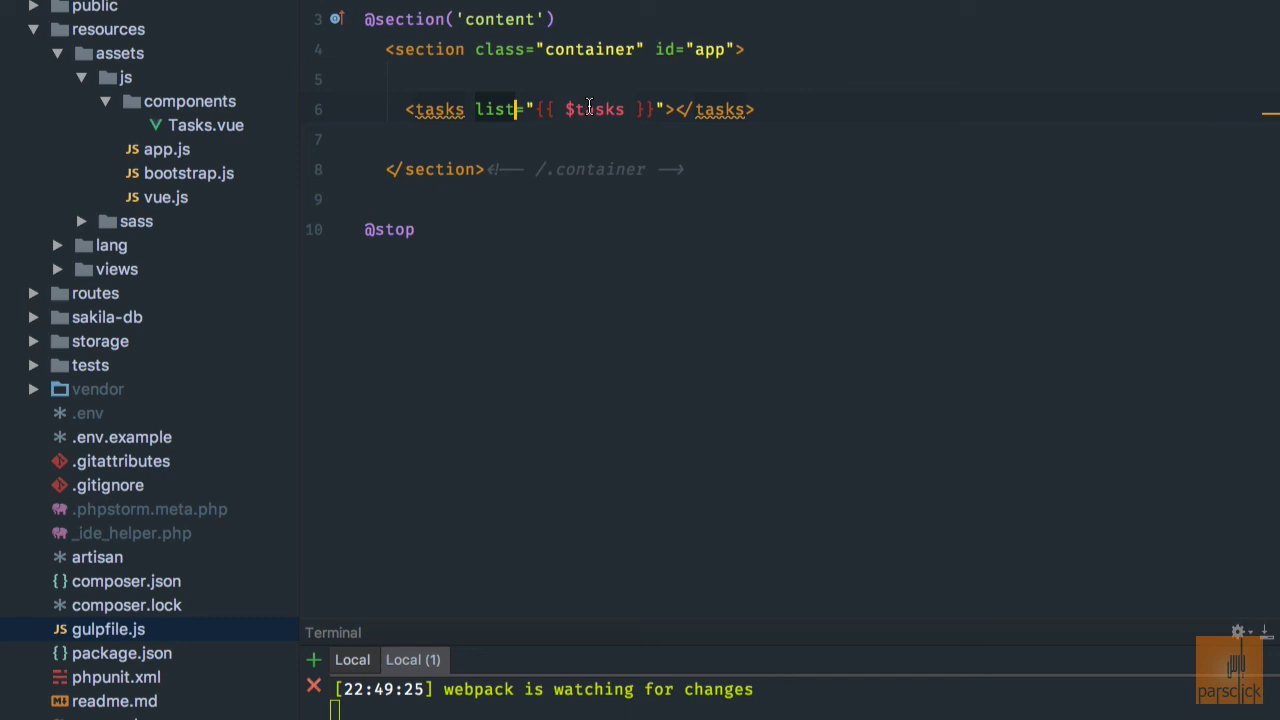 public
resources
assets
js
components
Tasks.vue
app.js
bootstrap.js
vue.js
sass
lang
views
routes
sakila-db
storage
tests
vendor
.env
.env.example
.gitattributes
.gitignore
.phpstorm.meta.php
_ide_helper.php
artisan
composer.json
composer.lock
gulpfile.js
package.json
phpunit.xml
readme.md
3 @section('content')
4 <section class="container" id="app">
5
6 <tasks list="{{ $tasks }}"></tasks>
7
8 </section><!-- /.container -->
9
10 @stop
Terminal
Local Local (1)
[22:49:25] webpack is watching for changes
parsclick